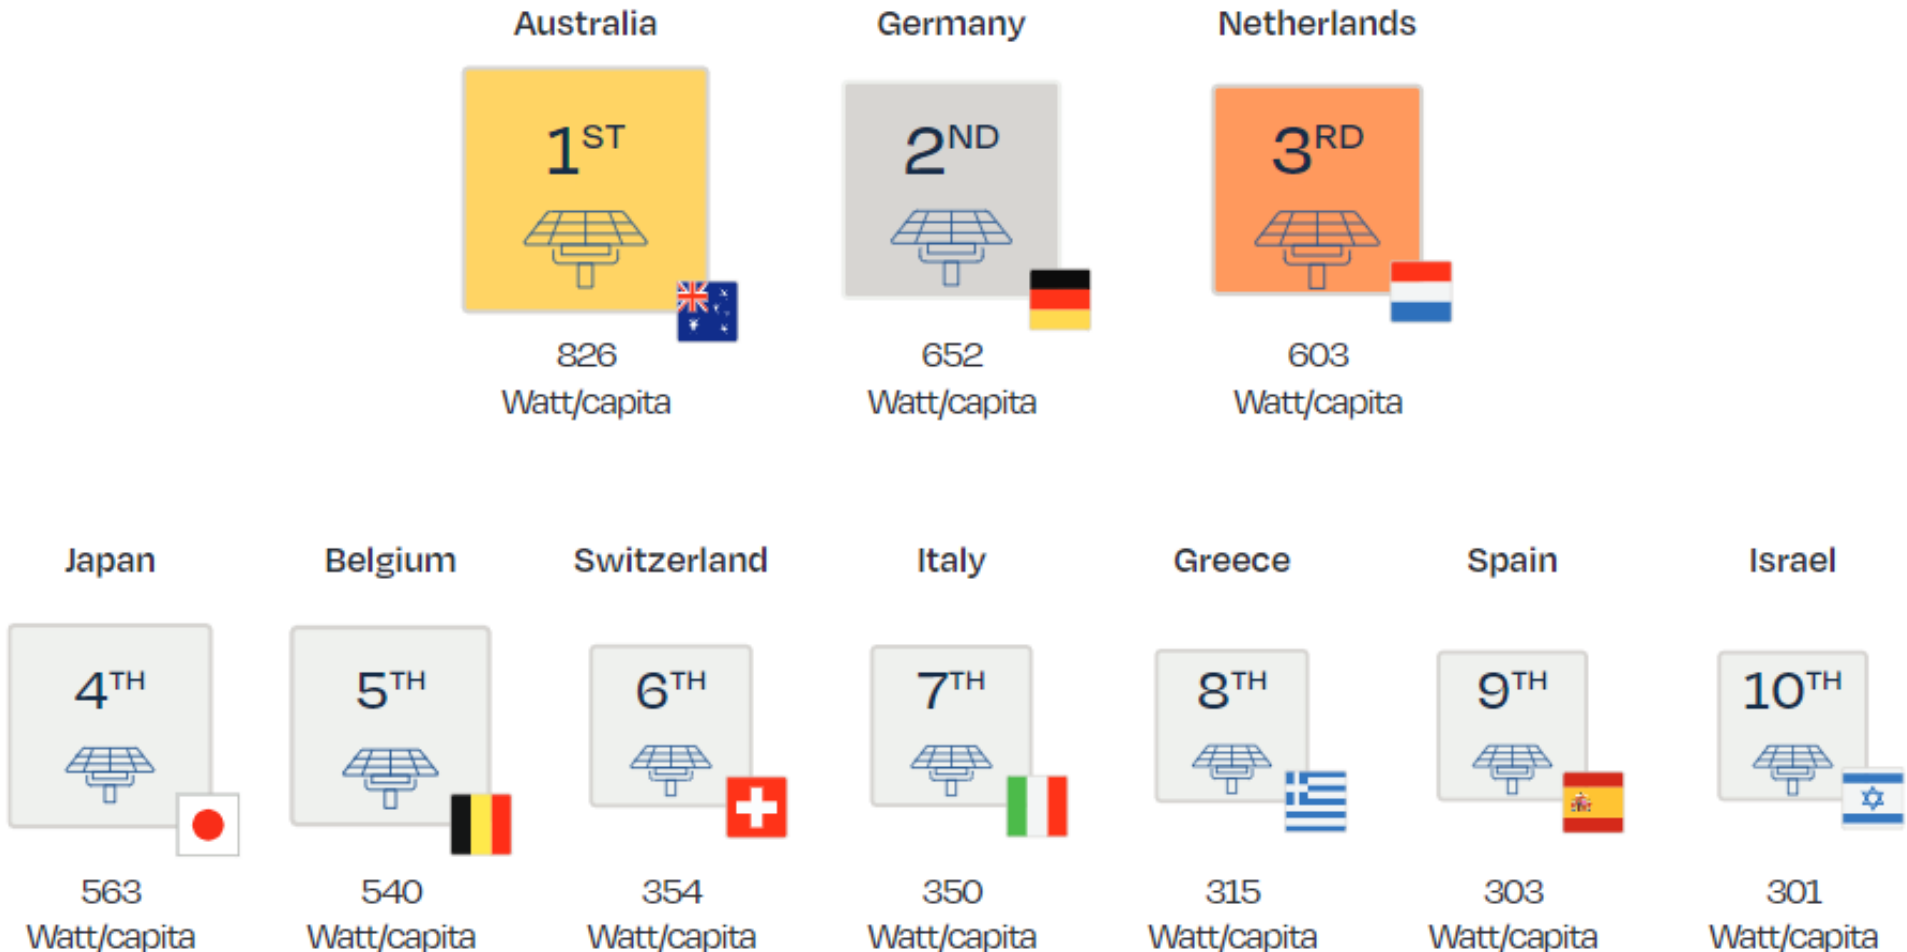 Australia
Germany
Netherlands
1ST
2ND
3RD
826
Watt/capita
652
Watt/capita
603
Watt/capita
Japan
Belgium
Switzerland
Italy
Greece
Spain
Israel
4TH
5TH
6TH
7TH
8TH
9TH
10TH
563
Watt/capita
540
Watt/capita
354
Watt/capita
350
Watt/capita
315
Watt/capita
303
Watt/capita
301
Watt/capita